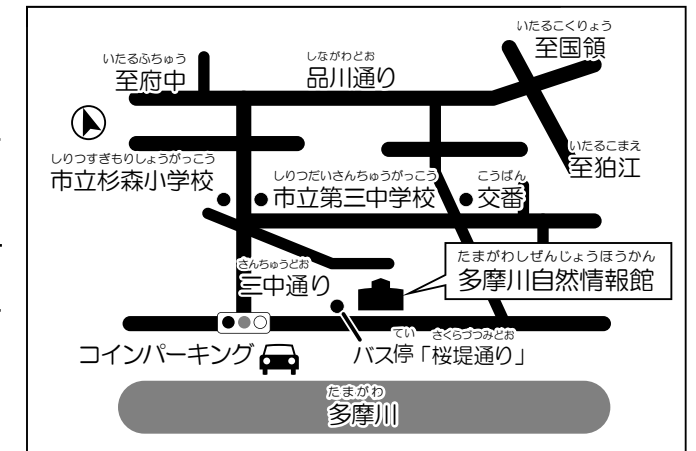 いたるこくりょう
至国領
いたるふちゅう
至府中
しながわどお
品川通り
いたるこまえ
至狛江
しりつすぎもりしょうがっこう
市立杉森小学校
しりつだいさんちゅうがっこう
市立第三中学校
こうばん
交番
たまがわしぜんじょうほうかん
多摩川自然情報館
さんちゅうどお
三中通り
コインパーキング
てい さくらづつみどお
バス停「桜堤通り」
たまがわ
多摩川